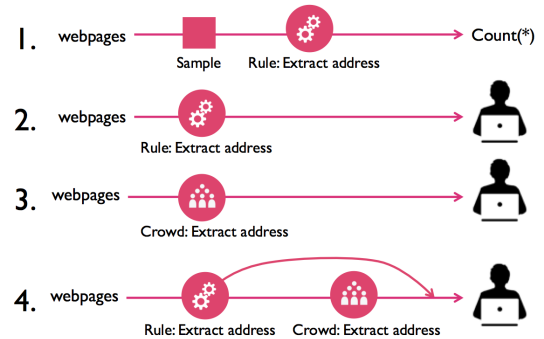 1. webpages Count(*)
Sample Rule: Extract address
2. webpages
Rule: Extract address
3. webpages
Crowd: Extract address
4. webpages
Rule: Extract address Crowd: Extract address